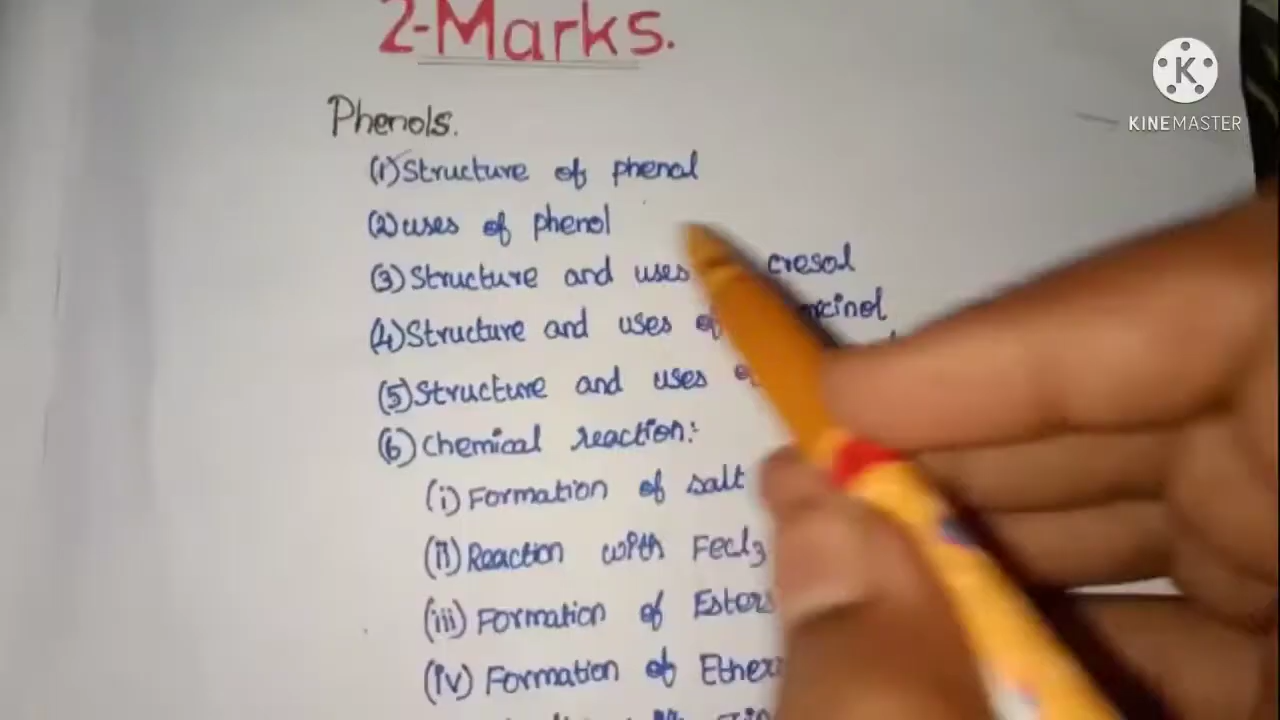 2-Marks.
KINEMASTER
Phenols.
(1) Structure of phenol
(2) uses of phenol
(3) Structure and uses cresol
(4) Structure and uses of
(5) Structure and uses
(6) Chemical reaction:
(i) Formation of salt
(ii) Reaction with FeCl3
(iii) Formation of Esters
(iv) Formation of Ethers